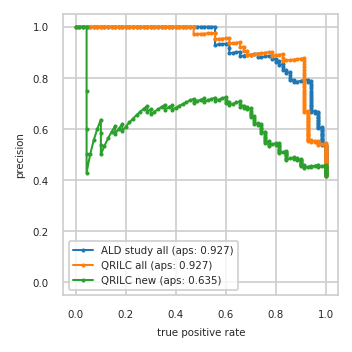 1.0
0.8
0.6
0.4
0.2
0.0
precision
ALD study all (aps: 0.927)
QRILC all (aps: 0.927)
QRILC new (aps: 0.635)
0.0 0.2 0.4 0.6 0.8 1.0
true positive rate